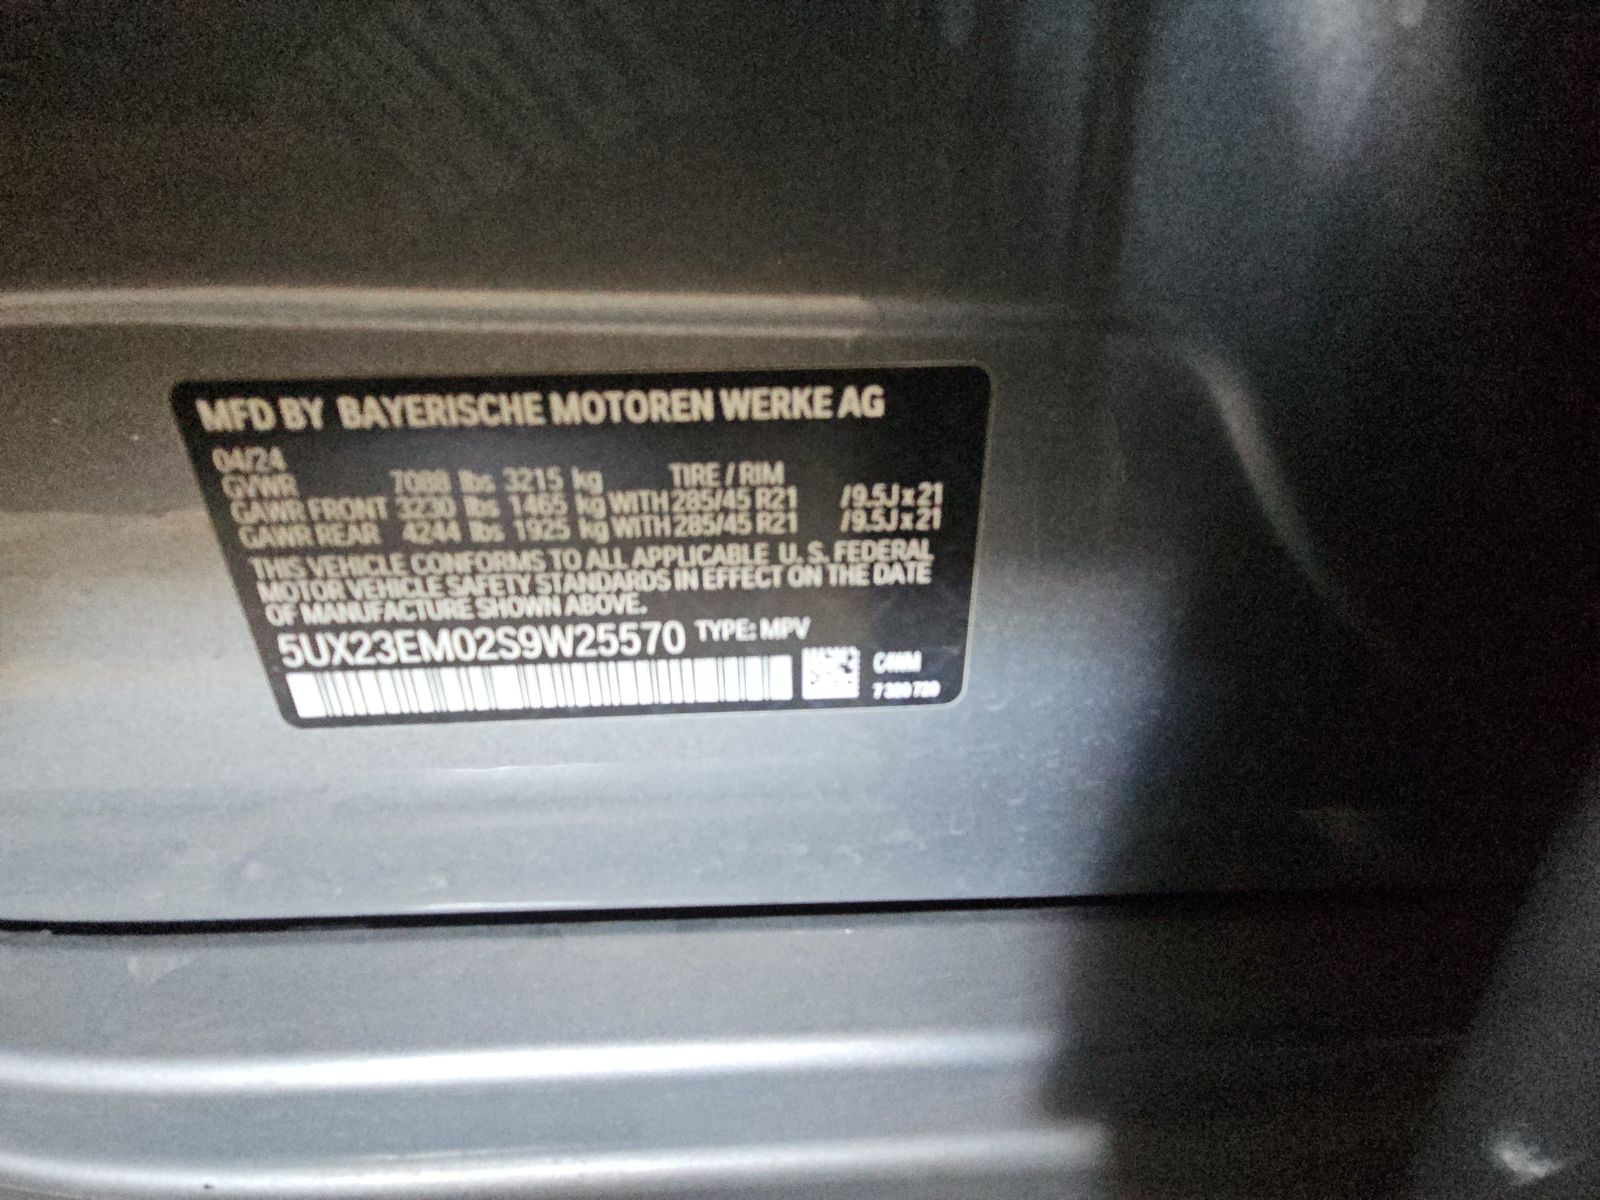 MFD BY BAYERISCHE MOTOREN WERKE AG
04/24
GVWR 7088 lbs 3215 kg TIRE / RIM
GAWR FRONT 3230 lbs 1465 kg WITH 285/45 R21 /9.5J x 21
GAWR REAR 4244 lbs 1925 kg WITH 285/45 R21 /9.5J x 21
THIS VEHICLE CONFORMS TO ALL APPLICABLE U. S. FEDERAL
MOTOR VEHICLE SAFETY STANDARDS IN EFFECT ON THE DATE
OF MANUFACTURE SHOWN ABOVE.
5UX23EM02S9W25570 TYPE: MPV